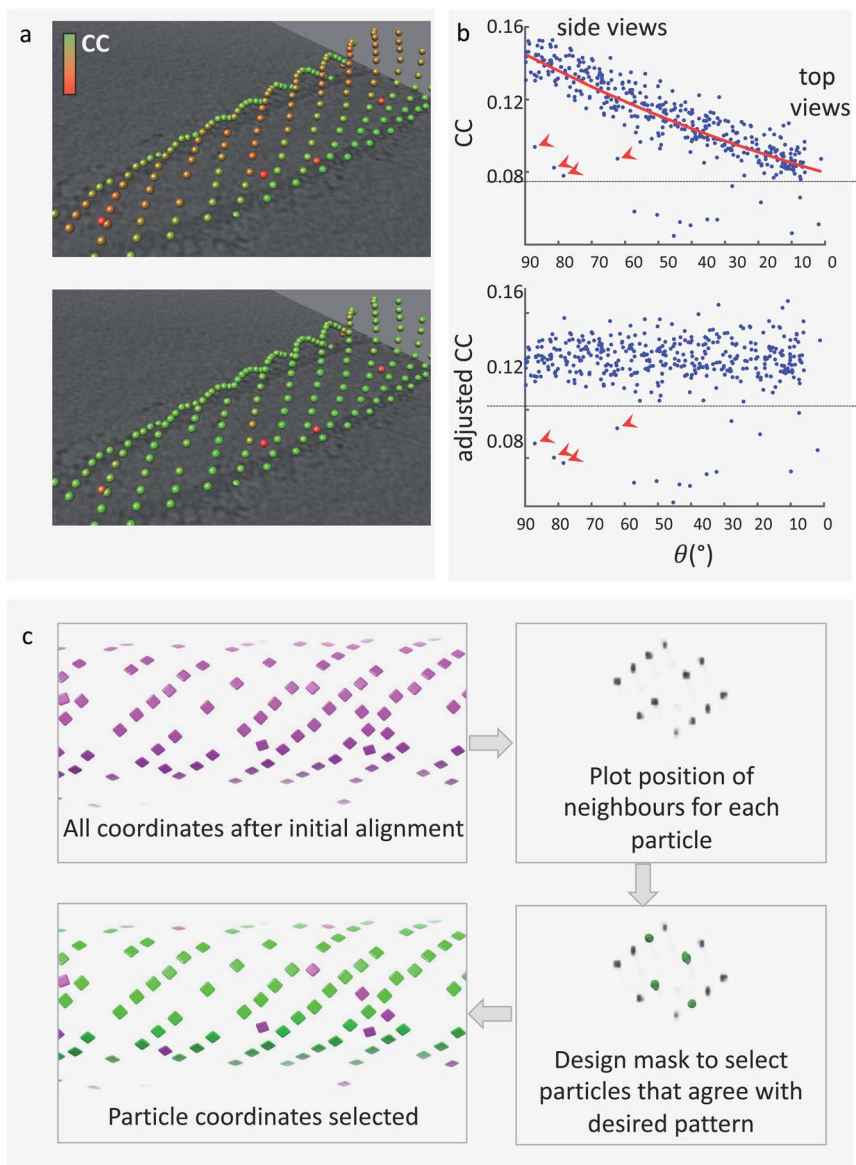 a
CC
b
side views
top
views
0.16
0.12
0.08
CC
90 80 70 60 50 40 30 20 10 0
0.16
0.12
0.08
adjusted CC
90 80 70 60 50 40 30 20 10 0
θ(°)
c
All coordinates after initial alignment
Plot position of
neighbours for each
particle
Design mask to select
particles that agree with
desired pattern
Particle coordinates selected